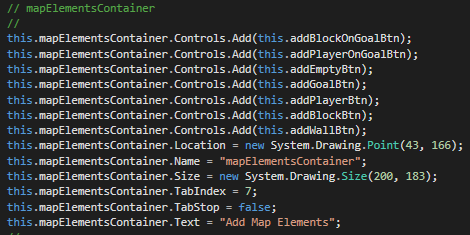 // mapElementsContainer
//
this.mapElementsContainer.Controls.Add(this.addBlockOnGoalBtn);
this.mapElementsContainer.Controls.Add(this.addPlayerOnGoalBtn);
this.mapElementsContainer.Controls.Add(this.addEmptyBtn);
this.mapElementsContainer.Controls.Add(this.addGoalBtn);
this.mapElementsContainer.Controls.Add(this.addPlayerBtn);
this.mapElementsContainer.Controls.Add(this.addBlockBtn);
this.mapElementsContainer.Controls.Add(this.addWallBtn);
this.mapElementsContainer.Location = new System.Drawing.Point(43, 166);
this.mapElementsContainer.Name = "mapElementsContainer";
this.mapElementsContainer.Size = new System.Drawing.Size(200, 183);
this.mapElementsContainer.TabIndex = 7;
this.mapElementsContainer.TabStop = false;
this.mapElementsContainer.Text = "Add Map Elements";
//